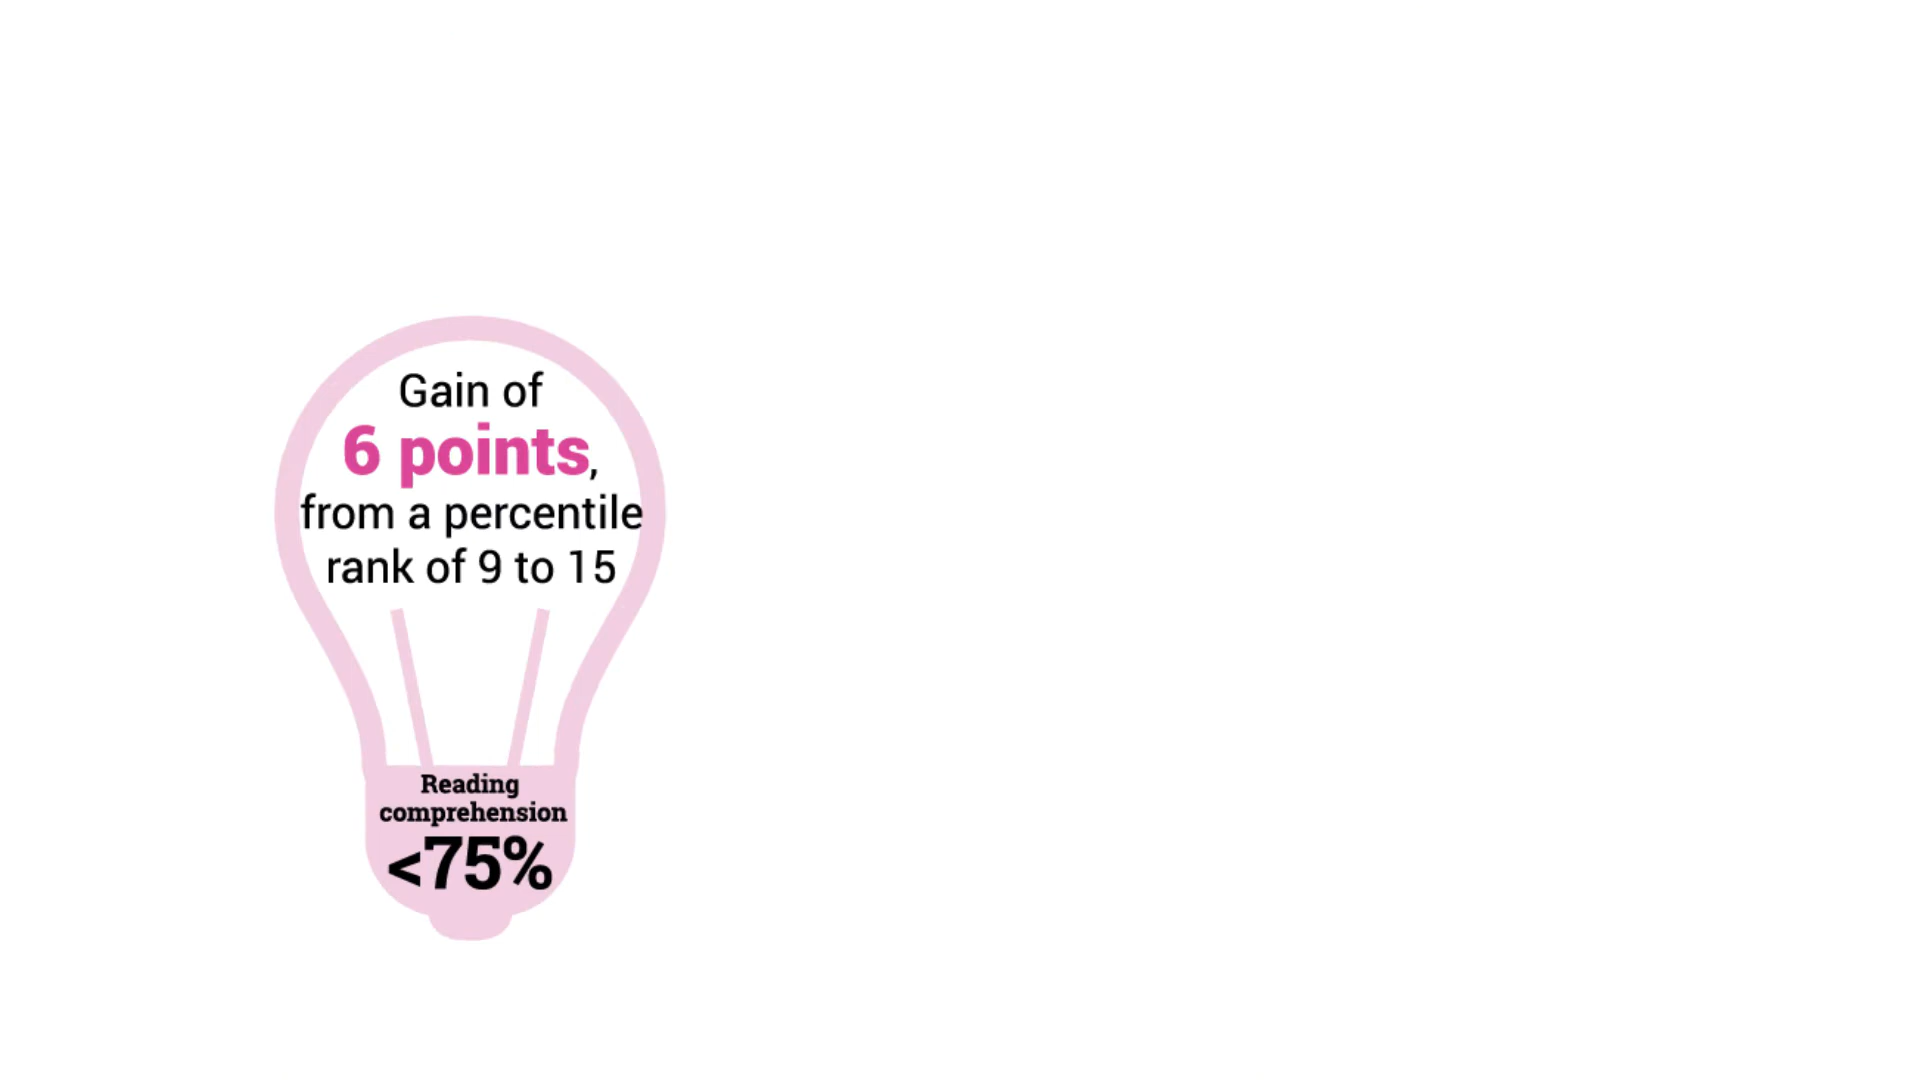 Gain of
6 points,
from a percentile
rank of 9 to 15
Reading
comprehension
<75%